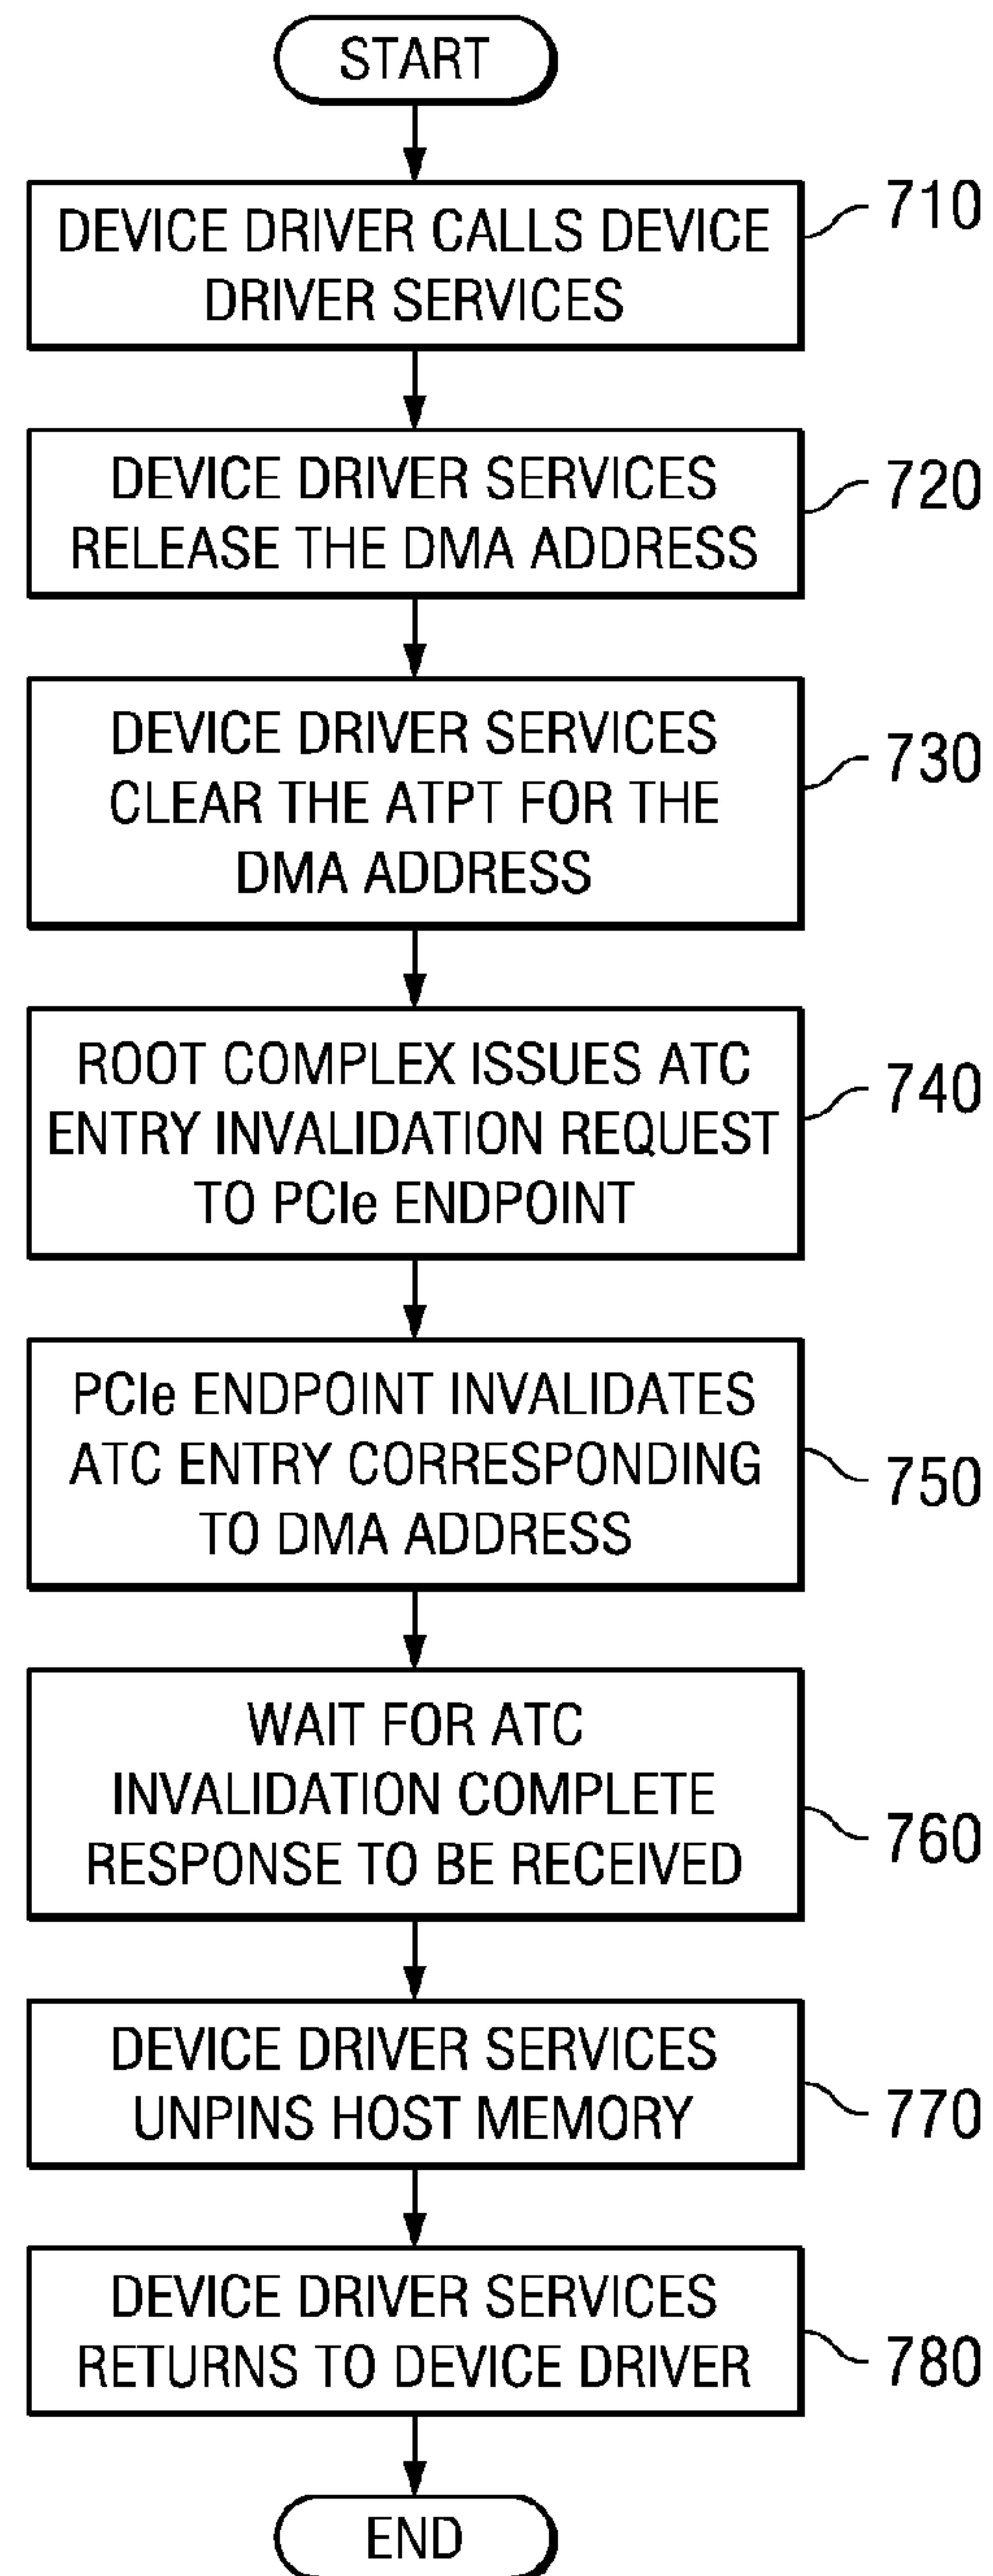 START
DEVICE DRIVER CALLS DEVICE
DRIVER SERVICES
710
DEVICE DRIVER SERVICES
RELEASE THE DMA ADDRESS
720
DEVICE DRIVER SERVICES
CLEAR THE ATPT FOR THE
DMA ADDRESS
730
ROOT COMPLEX ISSUES ATC
ENTRY INVALIDATION REQUEST
TO PCIe ENDPOINT
740
PCIe ENDPOINT INVALIDATES
ATC ENTRY CORRESPONDING
TO DMA ADDRESS
750
WAIT FOR ATC
INVALIDATION COMPLETE
RESPONSE TO BE RECEIVED
760
DEVICE DRIVER SERVICES
UNPINS HOST MEMORY
770
DEVICE DRIVER SERVICES
RETURNS TO DEVICE DRIVER
780
END